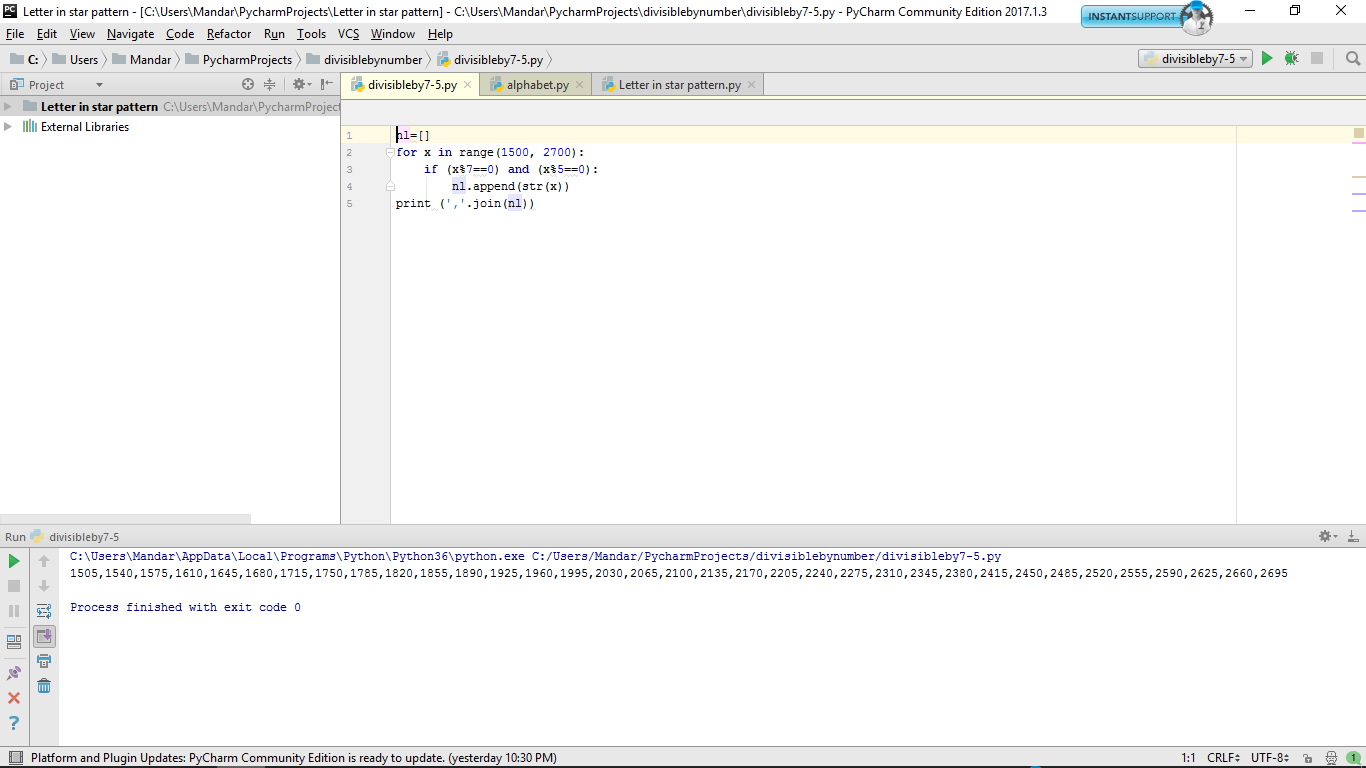 Letter in star pattern - [C:\Users\Mandar\PycharmProjects\Letter in star pattern] - C:\Users\Mandar\PycharmProjects\divisiblebynumber\divisibleby7-5.py - PyCharm Community Edition 2017.1.3
INSTANTSUPPORT
File Edit View Navigate Code Refactor Run Tools VCS Window Help
C: Users Mandar PycharmProjects divisiblebynumber divisibleby7-5.py
divisibleby7-5
Project
divisibleby7-5.py alphabet.py Letter in star pattern.py
Letter in star pattern C:\Users\Mandar\PycharmProject
External Libraries
1 nl=[]
2 for x in range(1500, 2700):
3     if (x%7==0) and (x%5==0):
4         nl.append(str(x))
5 print (','.join(nl))
Run divisibleby7-5
C:\Users\Mandar\AppData\Local\Programs\Python\Python36\python.exe C:/Users/Mandar/PycharmProjects/divisiblebynumber/divisibleby7-5.py
1505,1540,1575,1610,1645,1680,1715,1750,1785,1820,1855,1890,1925,1960,1995,2030,2065,2100,2135,2170,2205,2240,2275,2310,2345,2380,2415,2450,2485,2520,2555,2590,2625,2660,2695
Process finished with exit code 0
Platform and Plugin Updates: PyCharm Community Edition is ready to update. (yesterday 10:30 PM)
1:1 CRLF UTF-8 1